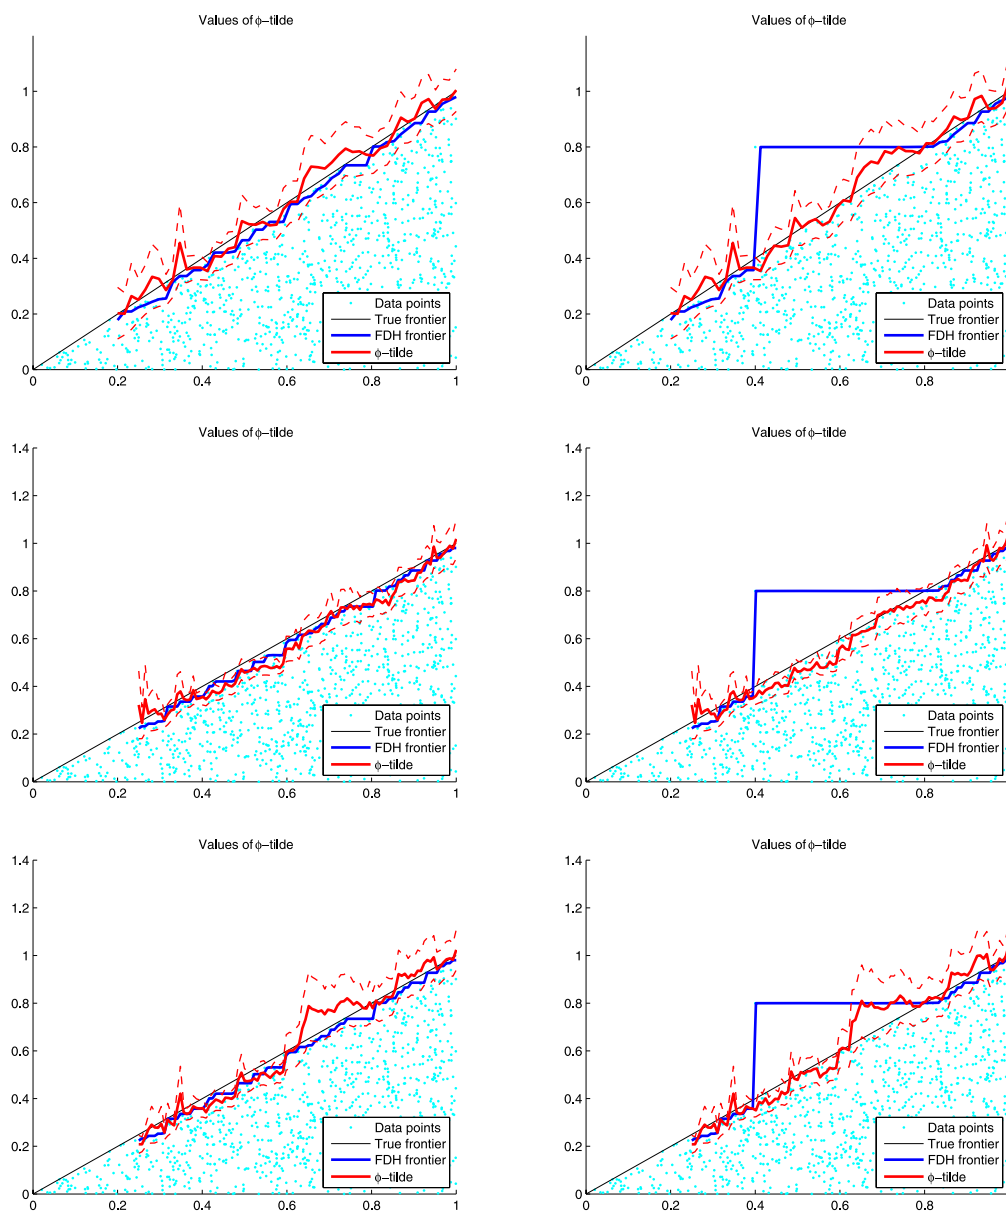 Values of ϕ−tilde
1
0.8
0.6
0.4
0.2
0
0 0.2 0.4 0.6 0.8 1
Data points
True frontier
FDH frontier
ϕ−tilde
Values of ϕ−tilde
1
0.8
0.6
0.4
0.2
0
0 0.2 0.4 0.6 0.8
Data points
True frontier
FDH frontier
ϕ−tilde
Values of ϕ−tilde
1.4
1.2
1
0.8
0.6
0.4
0.2
0
0 0.2 0.4 0.6 0.8 1
Data points
True frontier
FDH frontier
ϕ−tilde
Values of ϕ−tilde
1.4
1.2
1
0.8
0.6
0.4
0.2
0
0 0.2 0.4 0.6 0.8
Data points
True frontier
FDH frontier
ϕ−tilde
Values of ϕ−tilde
1.4
1.2
1
0.8
0.6
0.4
0.2
0
0 0.2 0.4 0.6 0.8 1
Data points
True frontier
FDH frontier
ϕ−tilde
Values of ϕ−tilde
1.4
1.2
1
0.8
0.6
0.4
0.2
0
0 0.2 0.4 0.6 0.8
Data points
True frontier
FDH frontier
ϕ−tilde